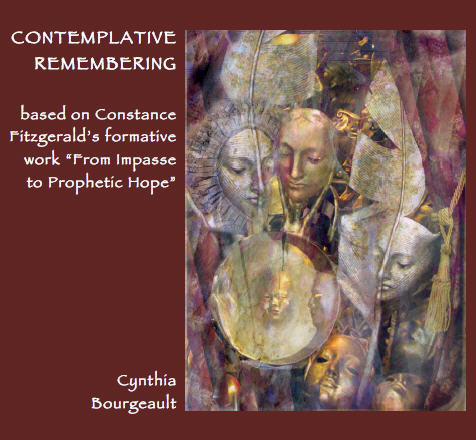 CONTEMPLATIVE
REMEMBERING
based on Constance
Fitzgerald's formative
work “From Impasse
to Prophetic Hope”
Cynthia
Bourgeault